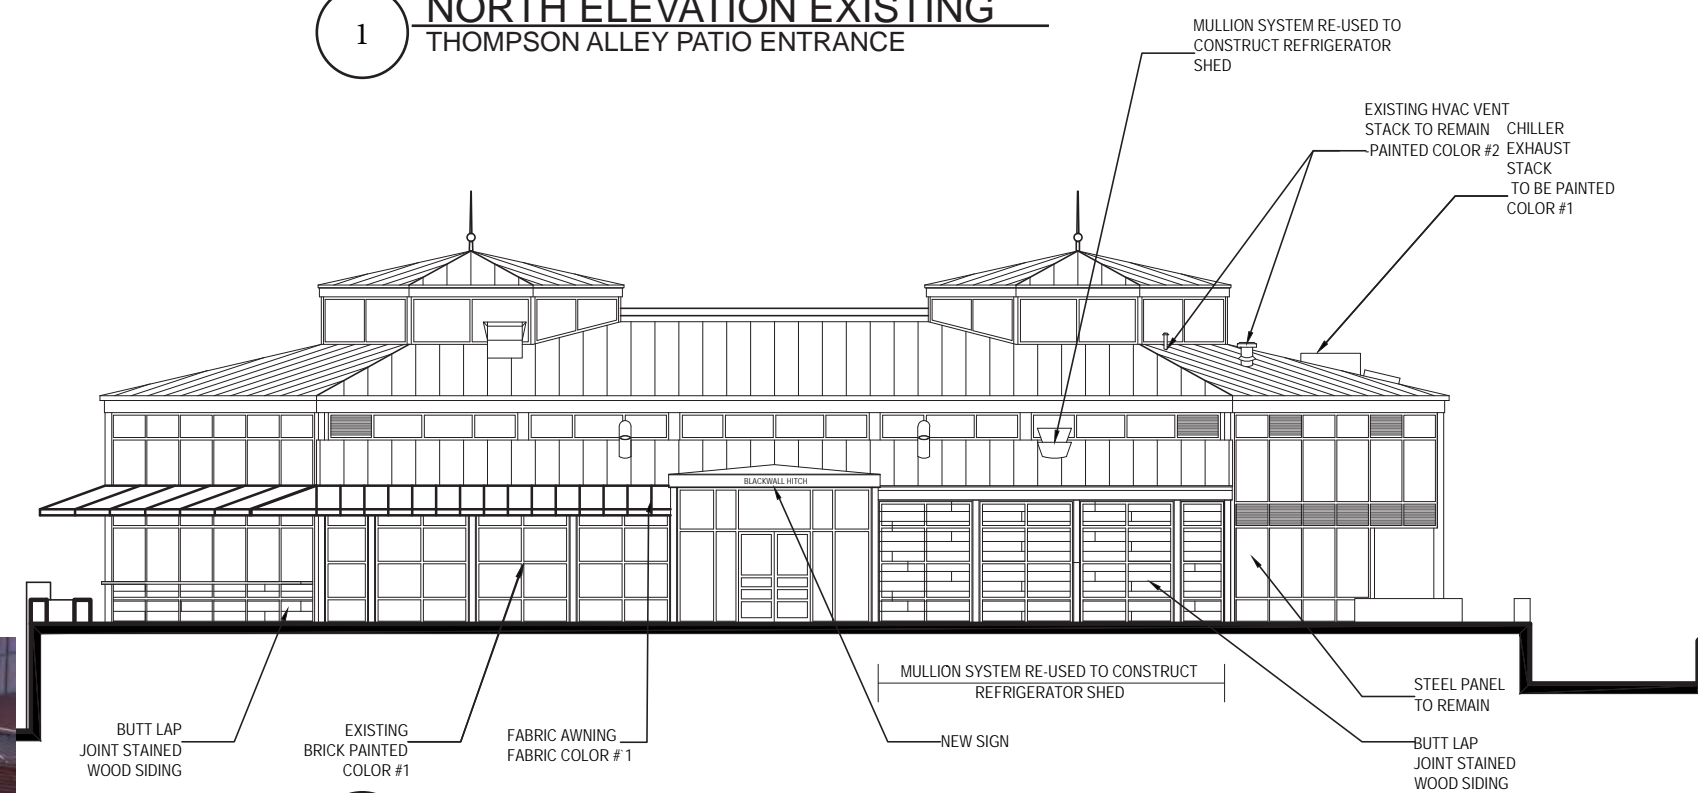 1
NORTH ELEVATION EXISTING
THOMPSON ALLEY PATIO ENTRANCE
MULLION SYSTEM RE-USED TO
CONSTRUCT REFRIGERATOR
SHED
EXISTING HVAC VENT
STACK TO REMAIN
PAINTED COLOR #2
CHILLER
EXHAUST
STACK
TO BE PAINTED
COLOR #1
BLACKWALL HITCH
MULLION SYSTEM RE-USED TO CONSTRUCT
REFRIGERATOR SHED
BUTT LAP
JOINT STAINED
WOOD SIDING
EXISTING
BRICK PAINTED
COLOR #1
FABRIC AWNING
FABRIC COLOR #1
NEW SIGN
STEEL PANEL
TO REMAIN
BUTT LAP
JOINT STAINED
WOOD SIDING